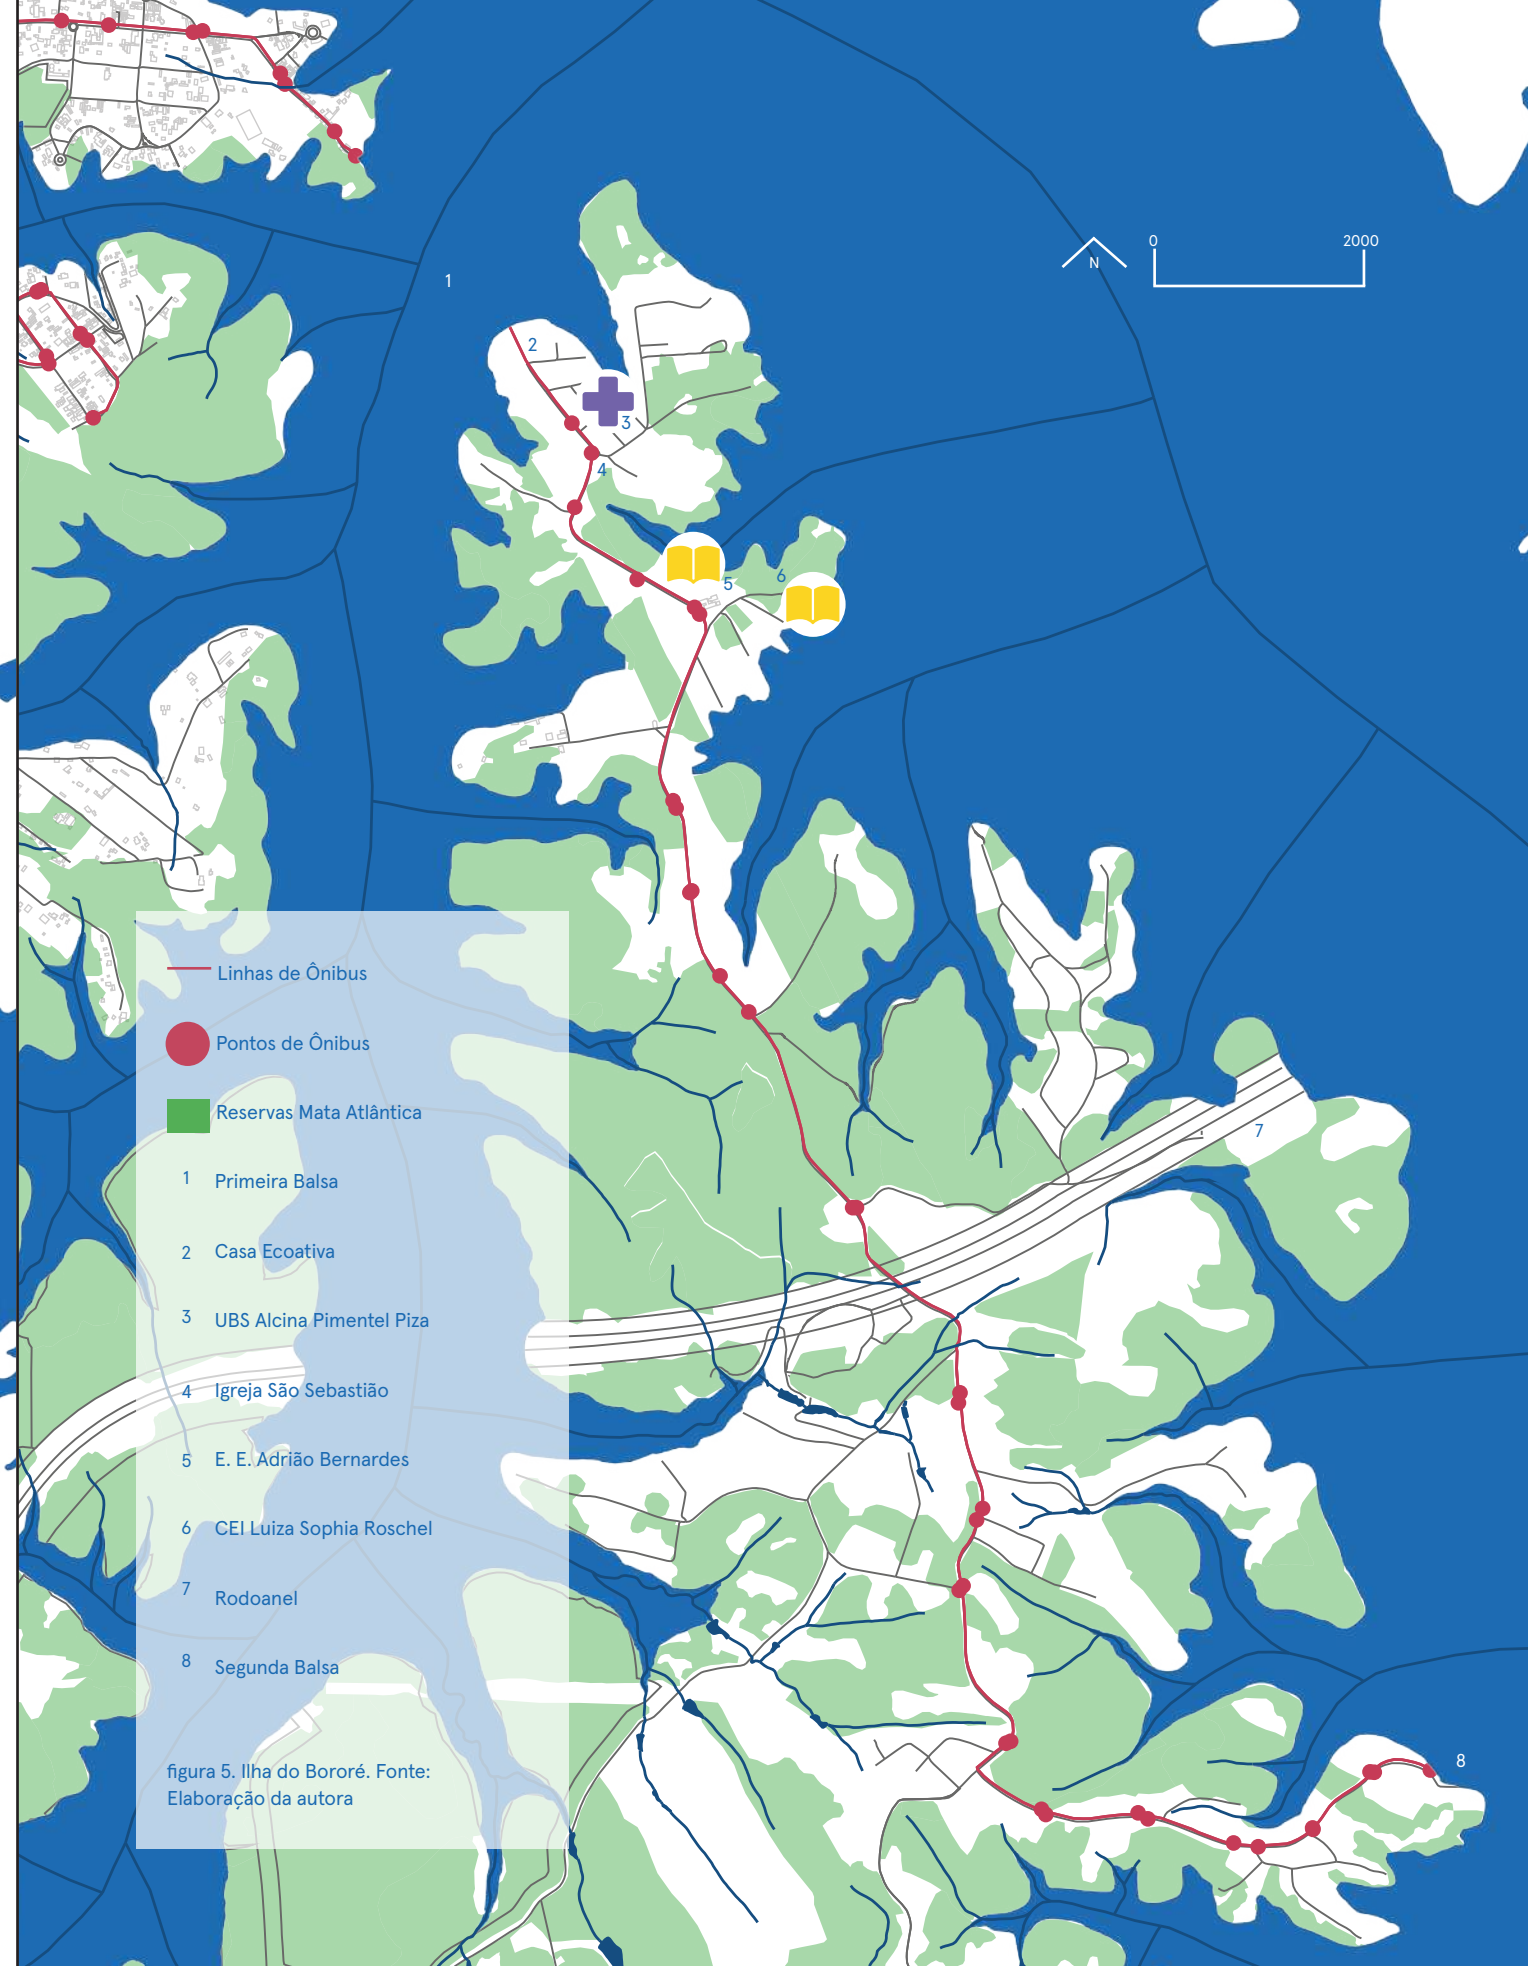 0 2000
N
1
2
3
4
5
6
7
8
Linhas de Ônibus
Pontos de Ônibus
Reservas Mata Atlântica
1 Primeira Balsa
2 Casa Ecoativa
3 UBS Alcina Pimentel Piza
4 Igreja São Sebastião
5 E. E. Adrião Bernardes
6 CEI Luiza Sophia Roschel
7 Rodoanel
8 Segunda Balsa
figura 5. Ilha do Bororé. Fonte:
Elaboração da autora